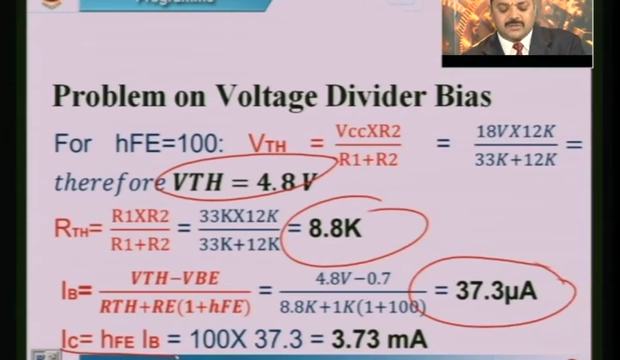 Programme
Problem on Voltage Divider Bias
For hFE=100: VTH = VccXR2 / R1+R2 = 18VX12K / 33K+12K =
therefore VTH = 4.8 V
RTH= R1XR2 / R1+R2 = 33KX12K / 33K+12K = 8.8K
IB= VTH−VBE / RTH+RE(1+hFE) = 4.8V−0.7 / 8.8K+1K(1+100) = 37.3µA
IC= hFE IB = 100X 37.3 = 3.73 mA